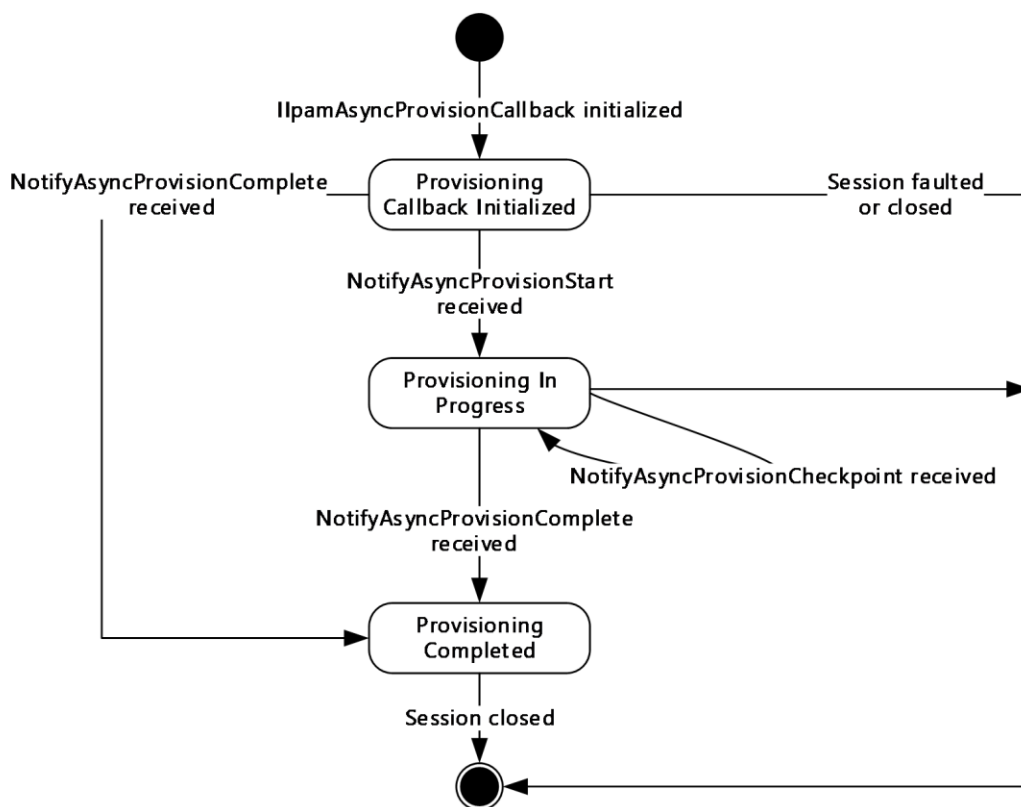 IIpamAsyncProvisionCallback initialized
NotifyAsyncProvisionComplete
received
Provisioning
Callback Initialized
Session faulted
or closed
NotifyAsyncProvisionStart
received
Provisioning In
Progress
NotifyAsyncProvisionCheckpoint received
NotifyAsyncProvisionComplete
received
Provisioning
Completed
Session closed